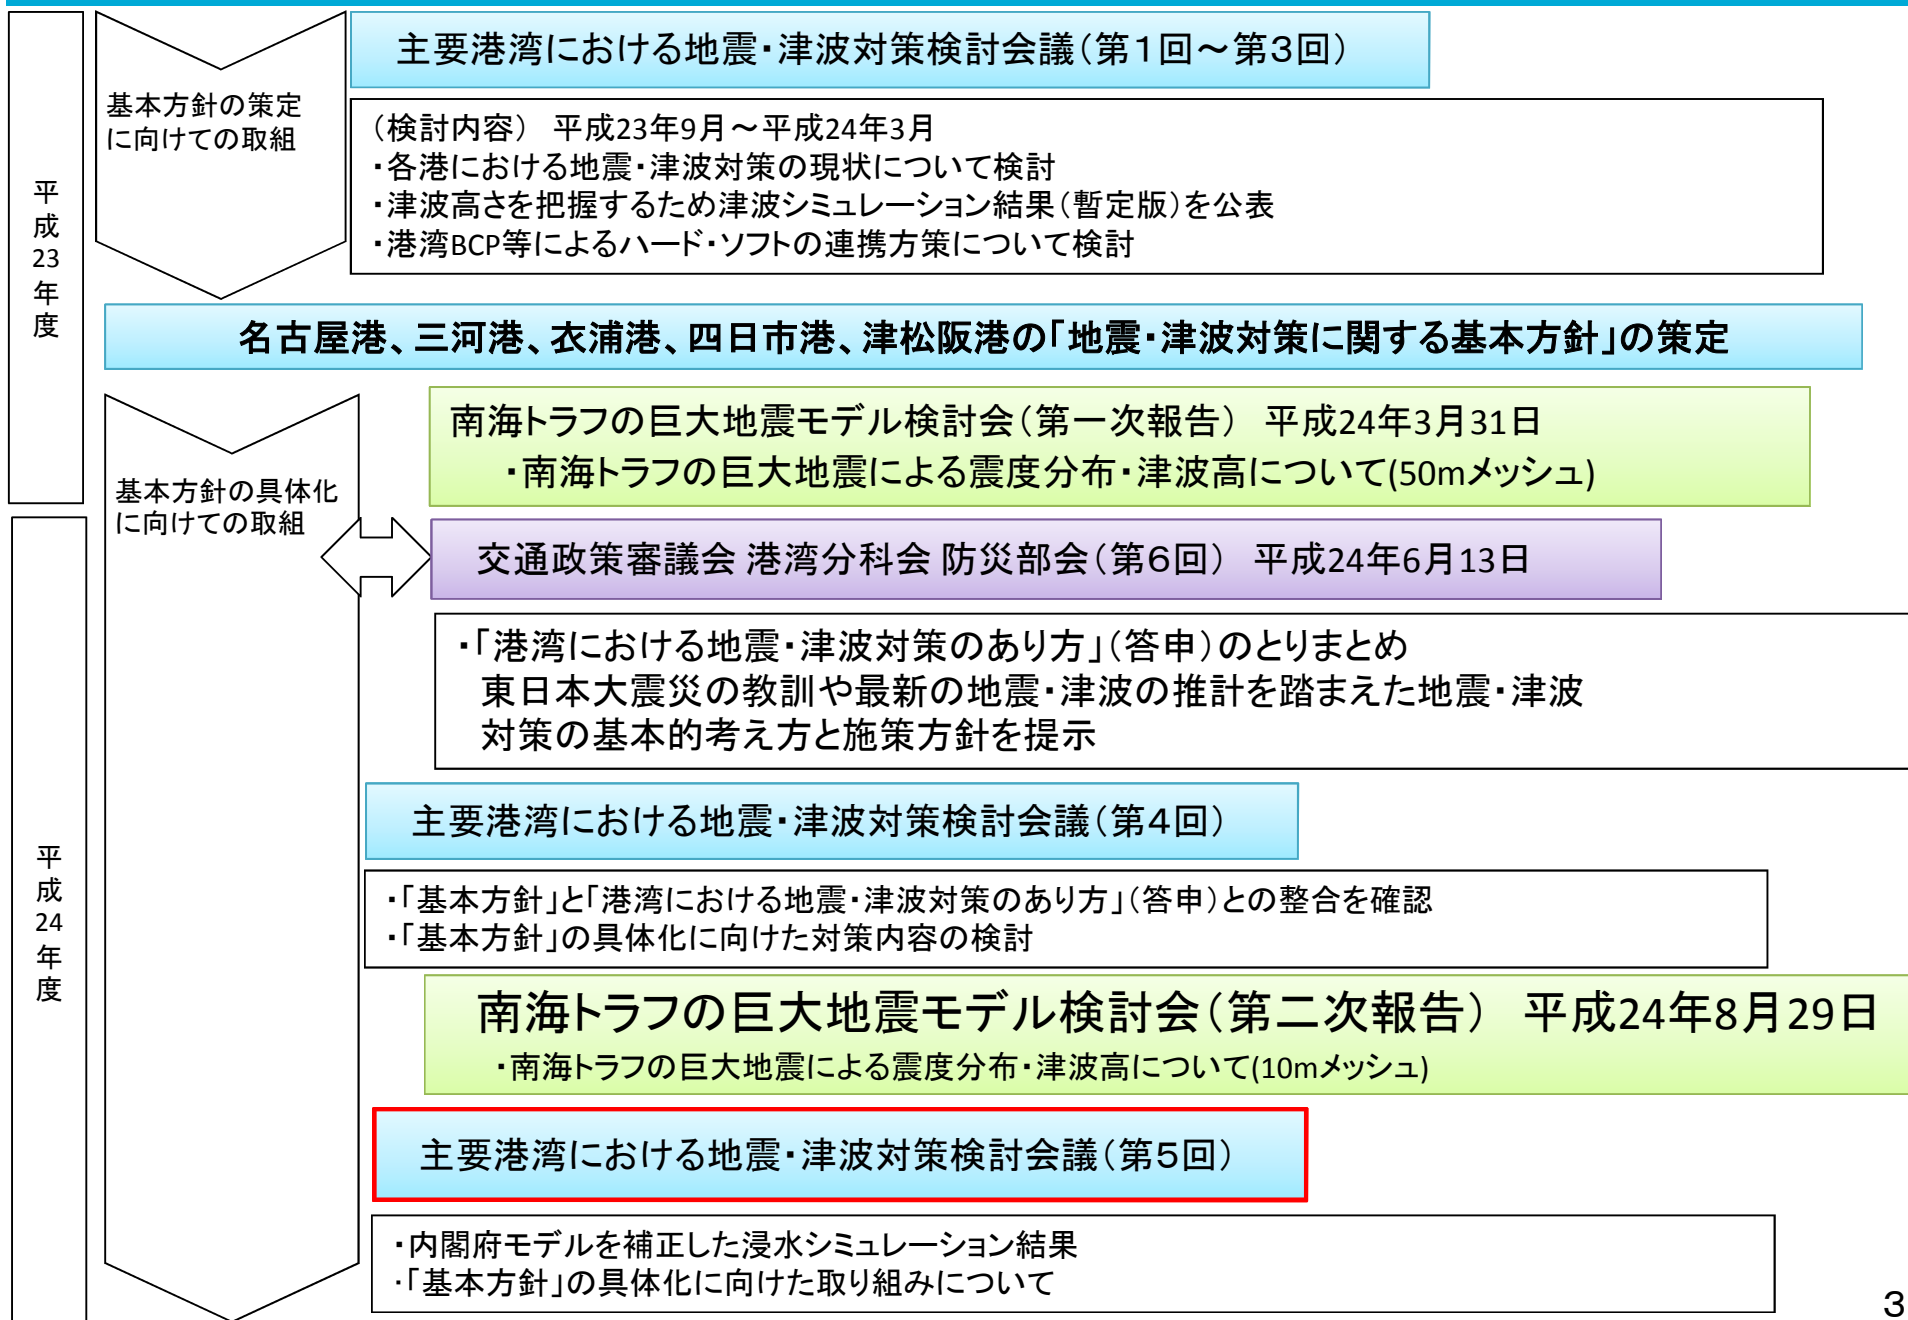 主要港湾における地震・津波対策検討会議(第1回～第3回)
基本方針の策定
に向けての取組
(検討内容) 平成23年9月～平成24年3月
・各港における地震・津波対策の現状について検討
・津波高さを把握するため津波シミュレーション結果(暫定版)を公表
・港湾BCP等によるハード・ソフトの連携方策について検討
平成23年度
名古屋港、三河港、衣浦港、四日市港、津松阪港の「地震・津波対策に関する基本方針」の策定
南海トラフの巨大地震モデル検討会(第一次報告) 平成24年3月31日
・南海トラフの巨大地震による震度分布・津波高について(50mメッシュ)
基本方針の具体化
に向けての取組
交通政策審議会 港湾分科会 防災部会(第6回) 平成24年6月13日
・「港湾における地震・津波対策のあり方」(答申)のとりまとめ
東日本大震災の教訓や最新の地震・津波の推計を踏まえた地震・津波
対策の基本的考え方と施策方針を提示
主要港湾における地震・津波対策検討会議(第4回)
平成24年度
・「基本方針」と「港湾における地震・津波対策のあり方」(答申)との整合を確認
・「基本方針」の具体化に向けた対策内容の検討
南海トラフの巨大地震モデル検討会(第二次報告) 平成24年8月29日
・南海トラフの巨大地震による震度分布・津波高について(10mメッシュ)
主要港湾における地震・津波対策検討会議(第5回)
・内閣府モデルを補正した浸水シミュレーション結果
・「基本方針」の具体化に向けた取り組みについて
3